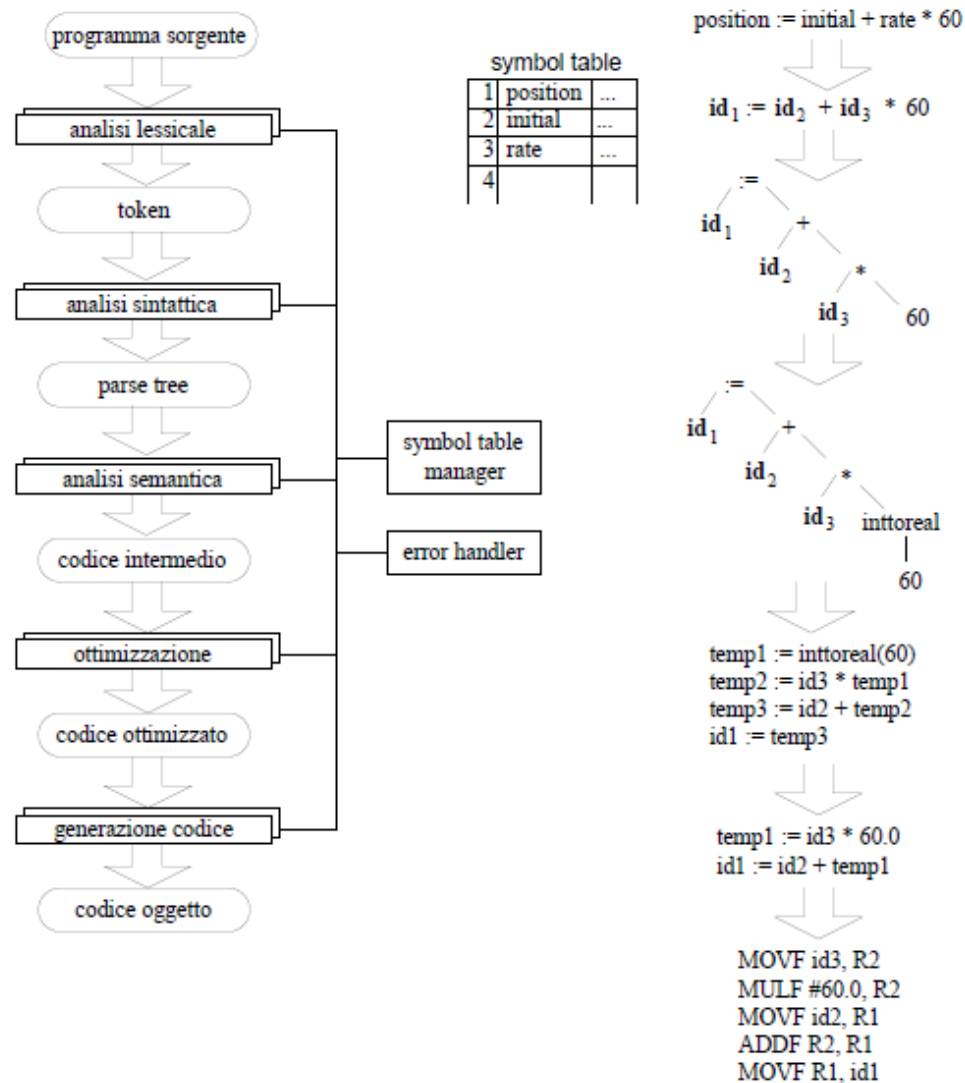 programma sorgente
analisi lessicale
token
analisi sintattica
parse tree
analisi semantica
codice intermedio
ottimizzazione
codice ottimizzato
generazione codice
codice oggetto
symbol table
manager
error handler
symbol table
1 position ...
2 initial ...
3 rate ...
4
position := initial + rate * 60
id1 := id2 + id3 * 60
:=
id1 +
id2 *
id3 60
:=
id1 +
id2 *
id3 inttoreal
60
temp1 := inttoreal(60)
temp2 := id3 * temp1
temp3 := id2 + temp2
id1 := temp3
temp1 := id3 * 60.0
id1 := id2 + temp1
MOVF id3, R2
MULF #60.0, R2
MOVF id2, R1
ADDF R2, R1
MOVF R1, id1